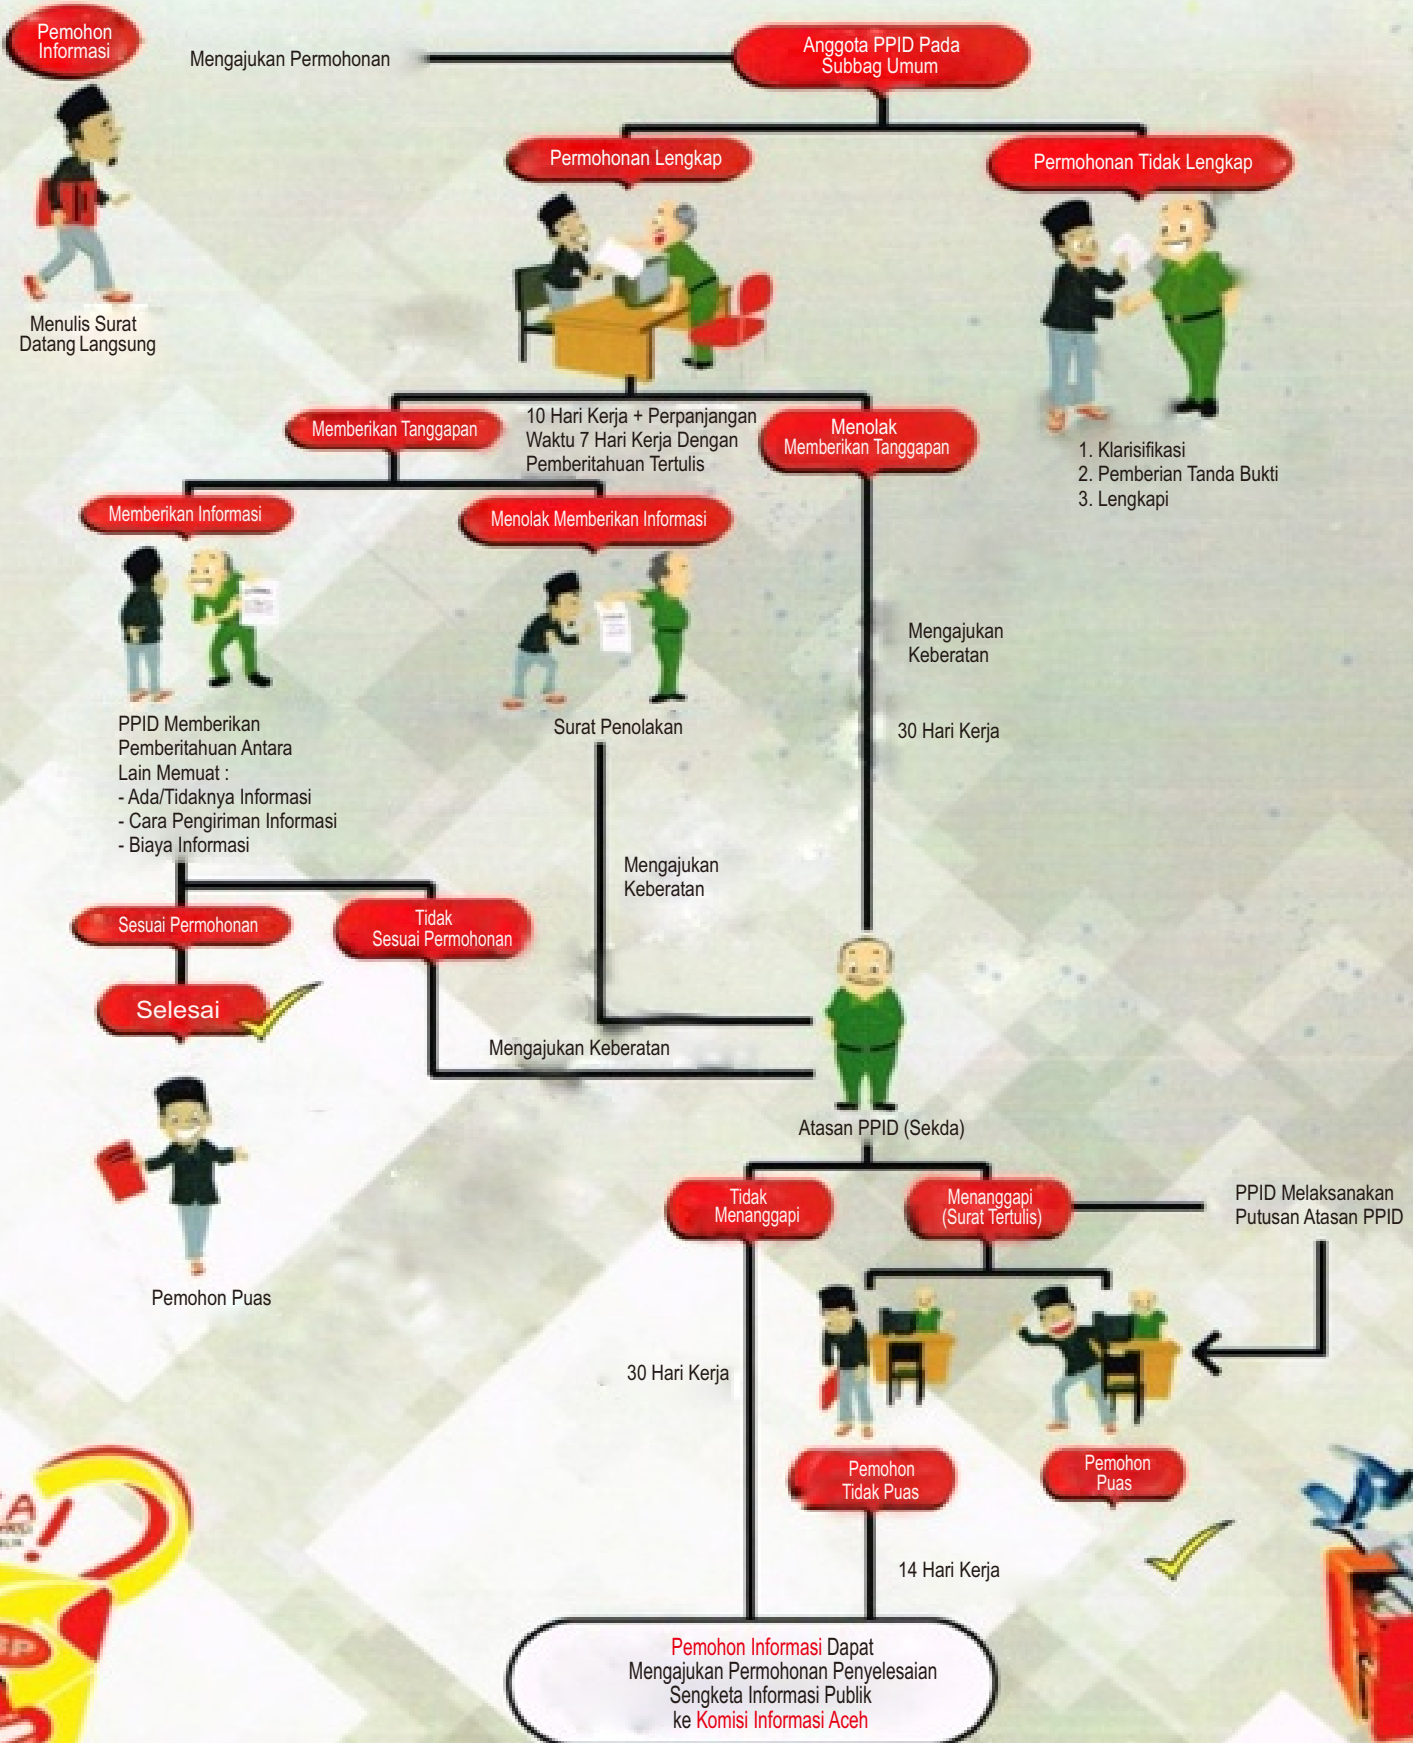 Pemohon
Informasi
Mengajukan Permohonan
Anggota PPID Pada
Subbag Umum
Permohonan Lengkap
Permohonan Tidak Lengkap
Menulis Surat
Datang Langsung
Memberikan Tanggapan
10 Hari Kerja + Perpanjangan
Waktu 7 Hari Kerja Dengan
Pemberitahuan Tertulis
Menolak
Memberikan Tanggapan
1. Klarisifikasi
2. Pemberian Tanda Bukti
3. Lengkapi
Memberikan Informasi
Menolak Memberikan Informasi
Mengajukan
Keberatan
30 Hari Kerja
PPID Memberikan
Pemberitahuan Antara
Lain Memuat :
- Ada/Tidaknya Informasi
- Cara Pengiriman Informasi
- Biaya Informasi
Surat Penolakan
Mengajukan
Keberatan
Sesuai Permohonan
Tidak
Sesuai Permohonan
Selesai
Mengajukan Keberatan
Pemohon Puas
Atasan PPID (Sekda)
Tidak
Menanggapi
Menanggapi
(Surat Tertulis)
PPID Melaksanakan
Putusan Atasan PPID
30 Hari Kerja
Pemohon
Tidak Puas
Pemohon
Puas
14 Hari Kerja
Pemohon Informasi Dapat
Mengajukan Permohonan Penyelesaian
Sengketa Informasi Publik
ke Komisi Informasi Aceh